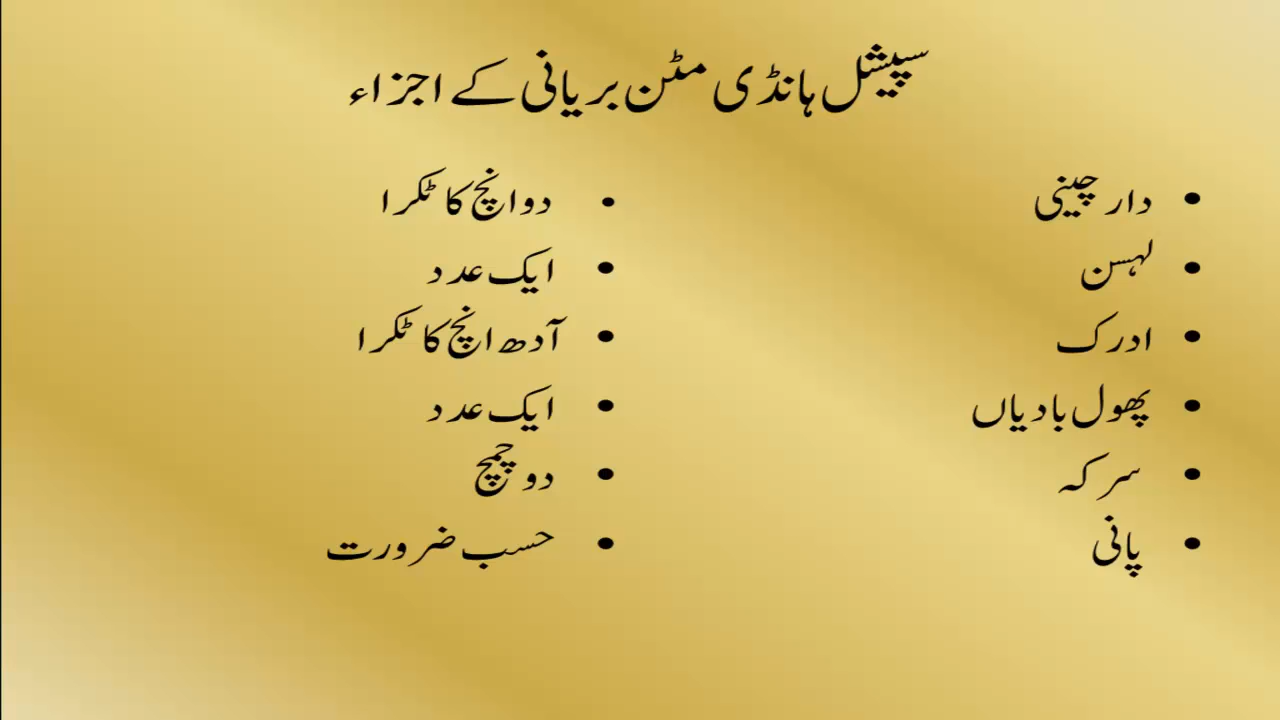 سپیشل ہانڈی مٹن بریانی کے اجزاء
• دار چینی • دو انچ کا ٹکرا
• لہسن • ایک عدد
• ادرک • آدھ انچ کا ٹکرا
• پھول بادیاں • ایک عدد
• سرکہ • دو چمچ
• پانی • حسب ضرورت